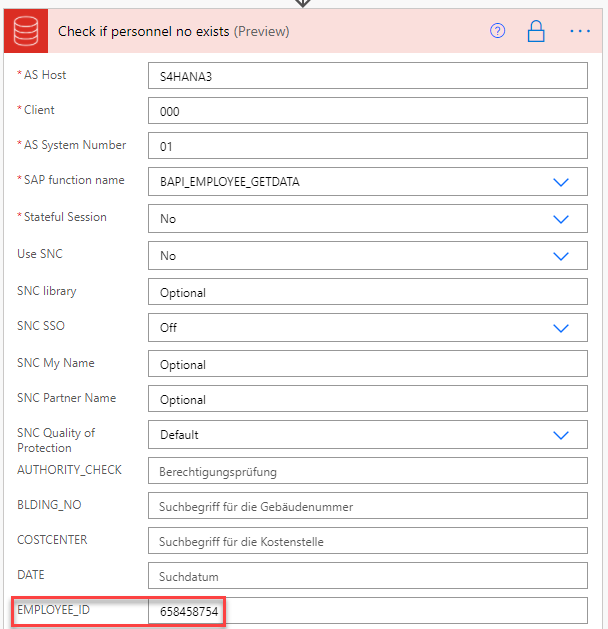 Check if personnel no exists (Preview)
* AS Host S4HANA3
* Client 000
* AS System Number 01
* SAP function name BAPI_EMPLOYEE_GETDATA
* Stateful Session No
Use SNC No
SNC library Optional
SNC SSO Off
SNC My Name Optional
SNC Partner Name Optional
SNC Quality of
Protection Default
AUTHORITY_CHECK Berechtigungsprüfung
BLDING_NO Suchbegriff für die Gebäudenummer
COSTCENTER Suchbegriff für die Kostenstelle
DATE Suchdatum
EMPLOYEE_ID 658458754